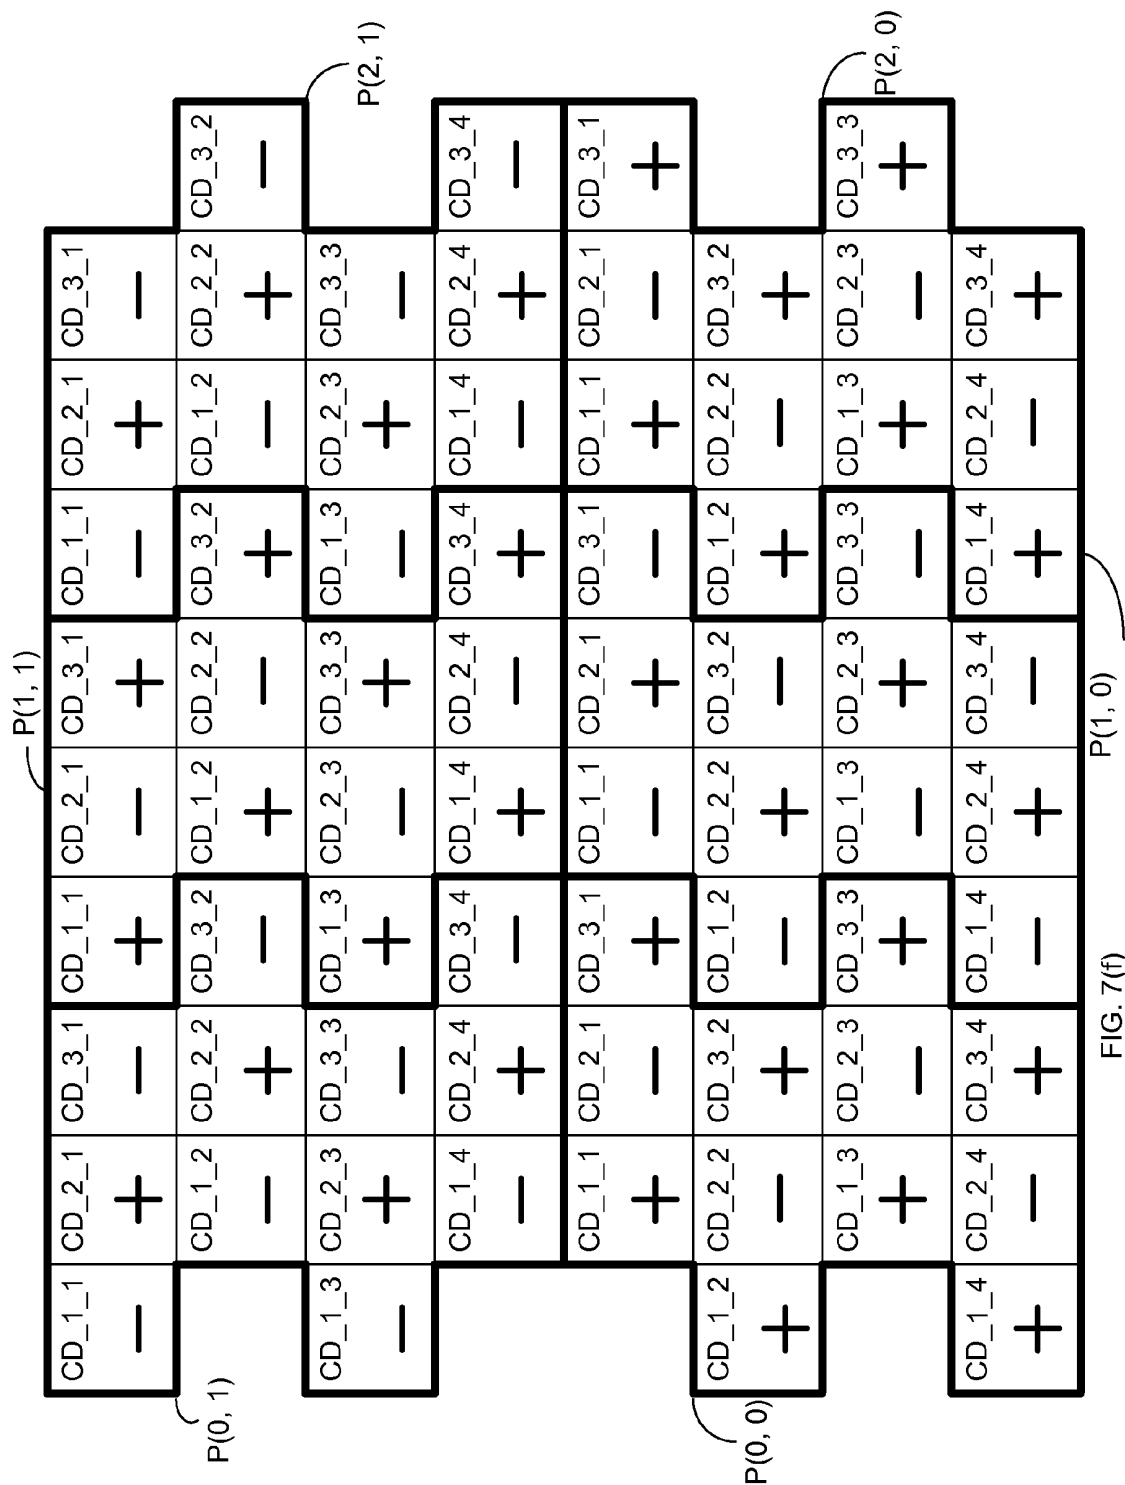 P(1, 1)
CD_1_1 CD_2_1 CD_3_1 CD_1_1 CD_2_1 CD_3_1 CD_1_1 CD_2_1 CD_3_1
− + − + − + − + −
CD_1_2 CD_2_2 CD_3_2 CD_1_2 CD_2_2 CD_3_2 CD_1_2 CD_2_2 CD_3_2
P(0, 1)
− + − + − + − + −
CD_1_3 CD_2_3 CD_3_3 CD_1_3 CD_2_3 CD_3_3 CD_1_3 CD_2_3 CD_3_3
P(2, 1)
− + − + − + − + −
CD_1_4 CD_2_4 CD_3_4 CD_1_4 CD_2_4 CD_3_4 CD_1_4 CD_2_4 CD_3_4
− + − + − + − + −
CD_1_1 CD_2_1 CD_3_1 CD_1_1 CD_2_1 CD_3_1 CD_1_1 CD_2_1 CD_3_1
+ − + − + − + − +
CD_1_2 CD_2_2 CD_3_2 CD_1_2 CD_2_2 CD_3_2 CD_1_2 CD_2_2 CD_3_2
P(0, 0)
+ − + − + − + − +
CD_1_3 CD_2_3 CD_3_3 CD_1_3 CD_2_3 CD_3_3 CD_1_3 CD_2_3 CD_3_3
P(2, 0)
+ − + − + − + − +
CD_1_4 CD_2_4 CD_3_4 CD_1_4 CD_2_4 CD_3_4 CD_1_4 CD_2_4 CD_3_4
+ − + − + − + − +
P(1, 0)
FIG. 7(f)